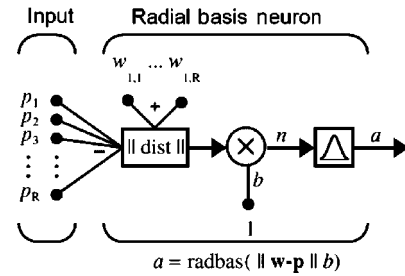 Input Radial basis neuron
w1,1 ... w1,R
+
p1
p2
p3
–
|| dist ||
×
n
a
⋮ ⋮
b
pR
1
a = radbas( || w-p || b)